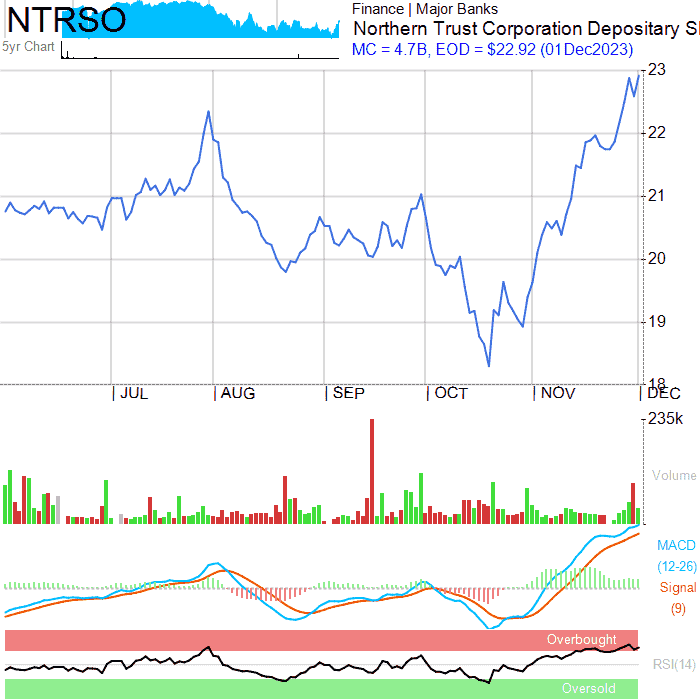 NTRSO
Finance | Major Banks
Northern Trust Corporation Depositary S
MC = 4.7B, EOD = $22.92 (01Dec2023)
5yr Chart
23
22
21
20
19
18
JUL AUG SEP OCT NOV DEC
235k
Volume
MACD
(12-26)
Signal
(9)
Overbought
RSI(14)
Oversold